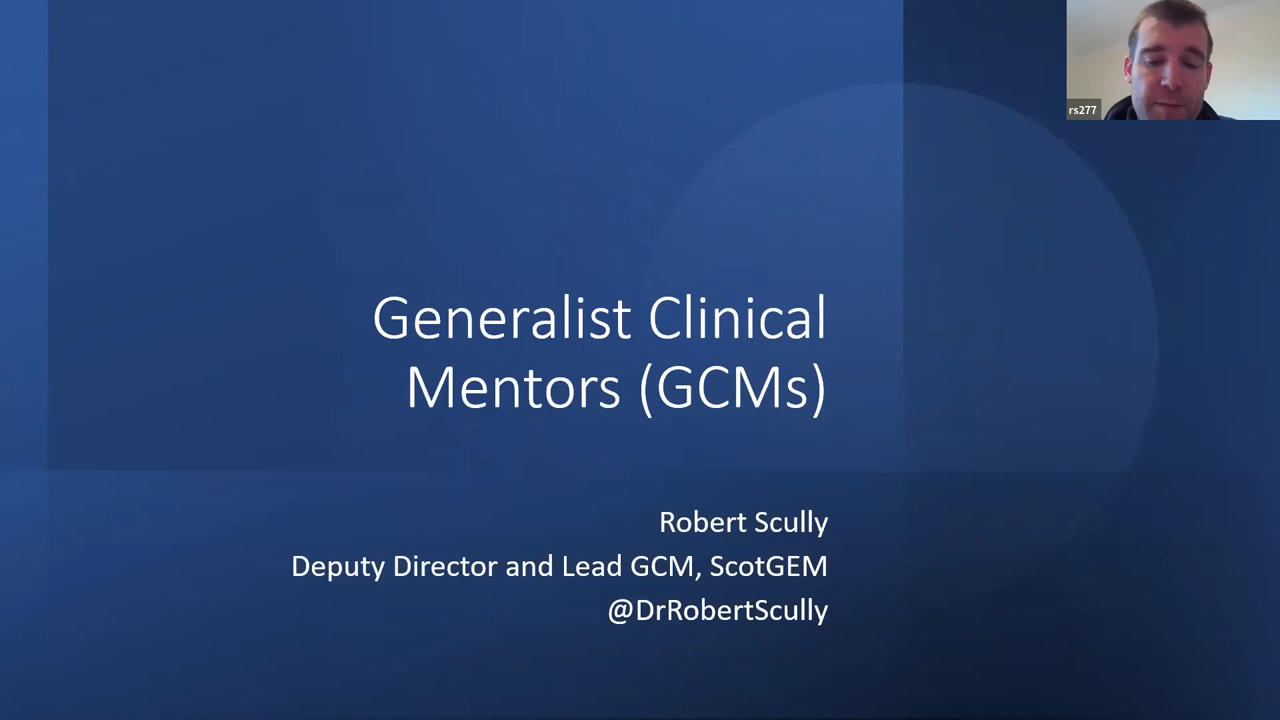 rs277
Generalist Clinical
Mentors (GCMs)
Robert Scully
Deputy Director and Lead GCM, ScotGEM
@DrRobertScully